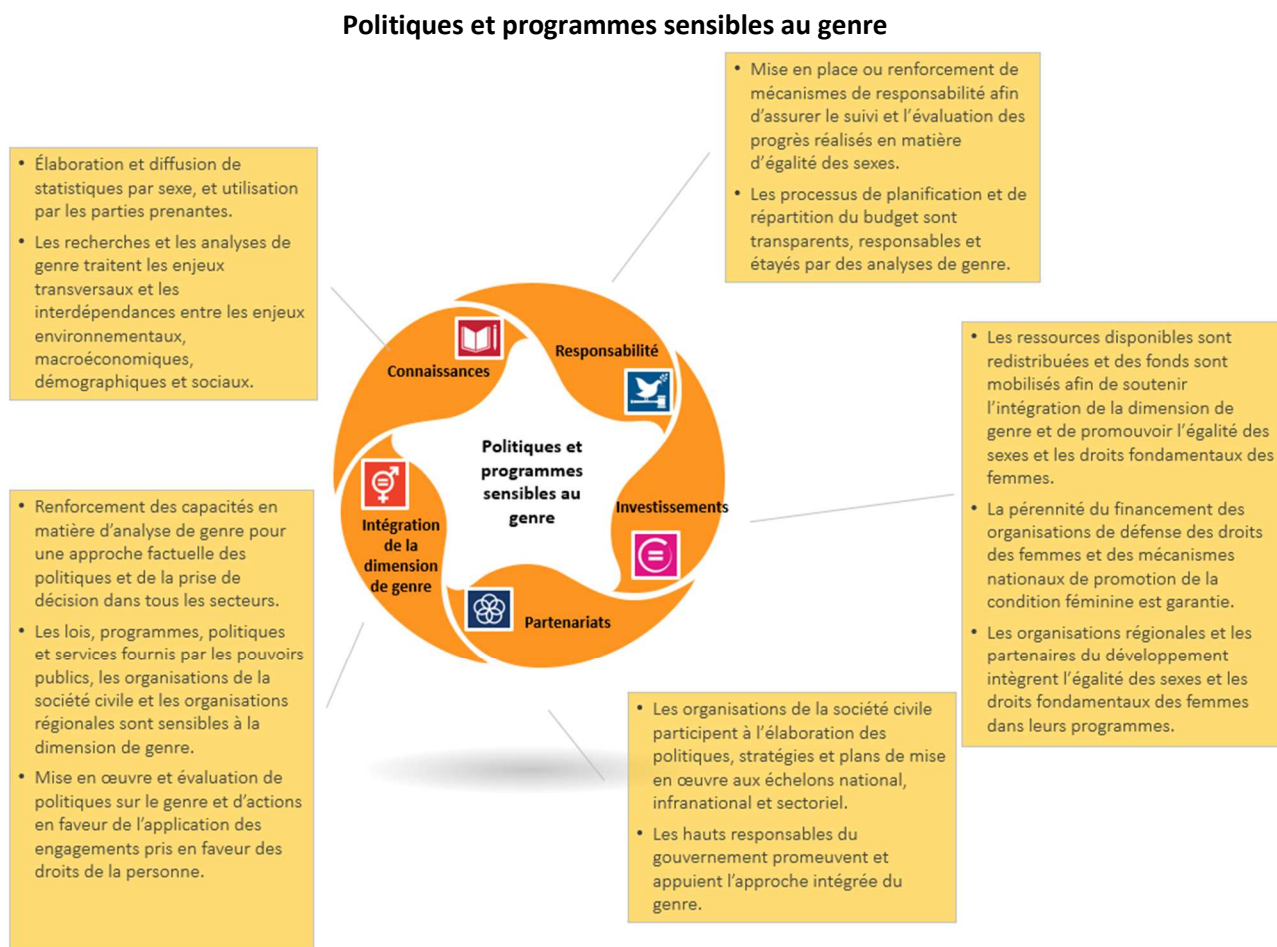 Politiques et programmes sensibles au genre
• Mise en place ou renforcement de
mécanismes de responsabilité afin
d'assurer le suivi et l'évaluation des
progrès réalisés en matière
d'égalité des sexes.
• Les processus de planification et de
répartition du budget sont
transparents, responsables et
étayés par des analyses de genre.
• Élaboration et diffusion de
statistiques par sexe, et utilisation
par les parties prenantes.
• Les recherches et les analyses de
genre traitent les enjeux
transversaux et les
interdépendances entre les enjeux
environnementaux,
macroéconomiques,
démographiques et sociaux.
Connaissances
Responsabilité
Politiques et
programmes
sensibles au
genre
Investissements
Intégration
de la
dimension
de genre
Partenariats
• Les ressources disponibles sont
redistribuées et des fonds sont
mobilisés afin de soutenir
l'intégration de la dimension de
genre et de promouvoir l'égalité des
sexes et les droits fondamentaux des
femmes.
• La pérennité du financement des
organisations de défense des droits
des femmes et des mécanismes
nationaux de promotion de la
condition féminine est garantie.
• Les organisations régionales et les
partenaires du développement
intègrent l'égalité des sexes et les
droits fondamentaux des femmes
dans leurs programmes.
• Renforcement des capacités en
matière d'analyse de genre pour
une approche factuelle des
politiques et de la prise de
décision dans tous les secteurs.
• Les lois, programmes, politiques
et services fournis par les pouvoirs
publics, les organisations de la
société civile et les organisations
régionales sont sensibles à la
dimension de genre.
• Mise en œuvre et évaluation de
politiques sur le genre et d'actions
en faveur de l'application des
engagements pris en faveur des
droits de la personne.
• Les organisations de la société civile
participent à l'élaboration des
politiques, stratégies et plans de mise
en œuvre aux échelons national,
infranational et sectoriel.
• Les hauts responsables du
gouvernement promeuvent et
appuient l'approche intégrée du
genre.